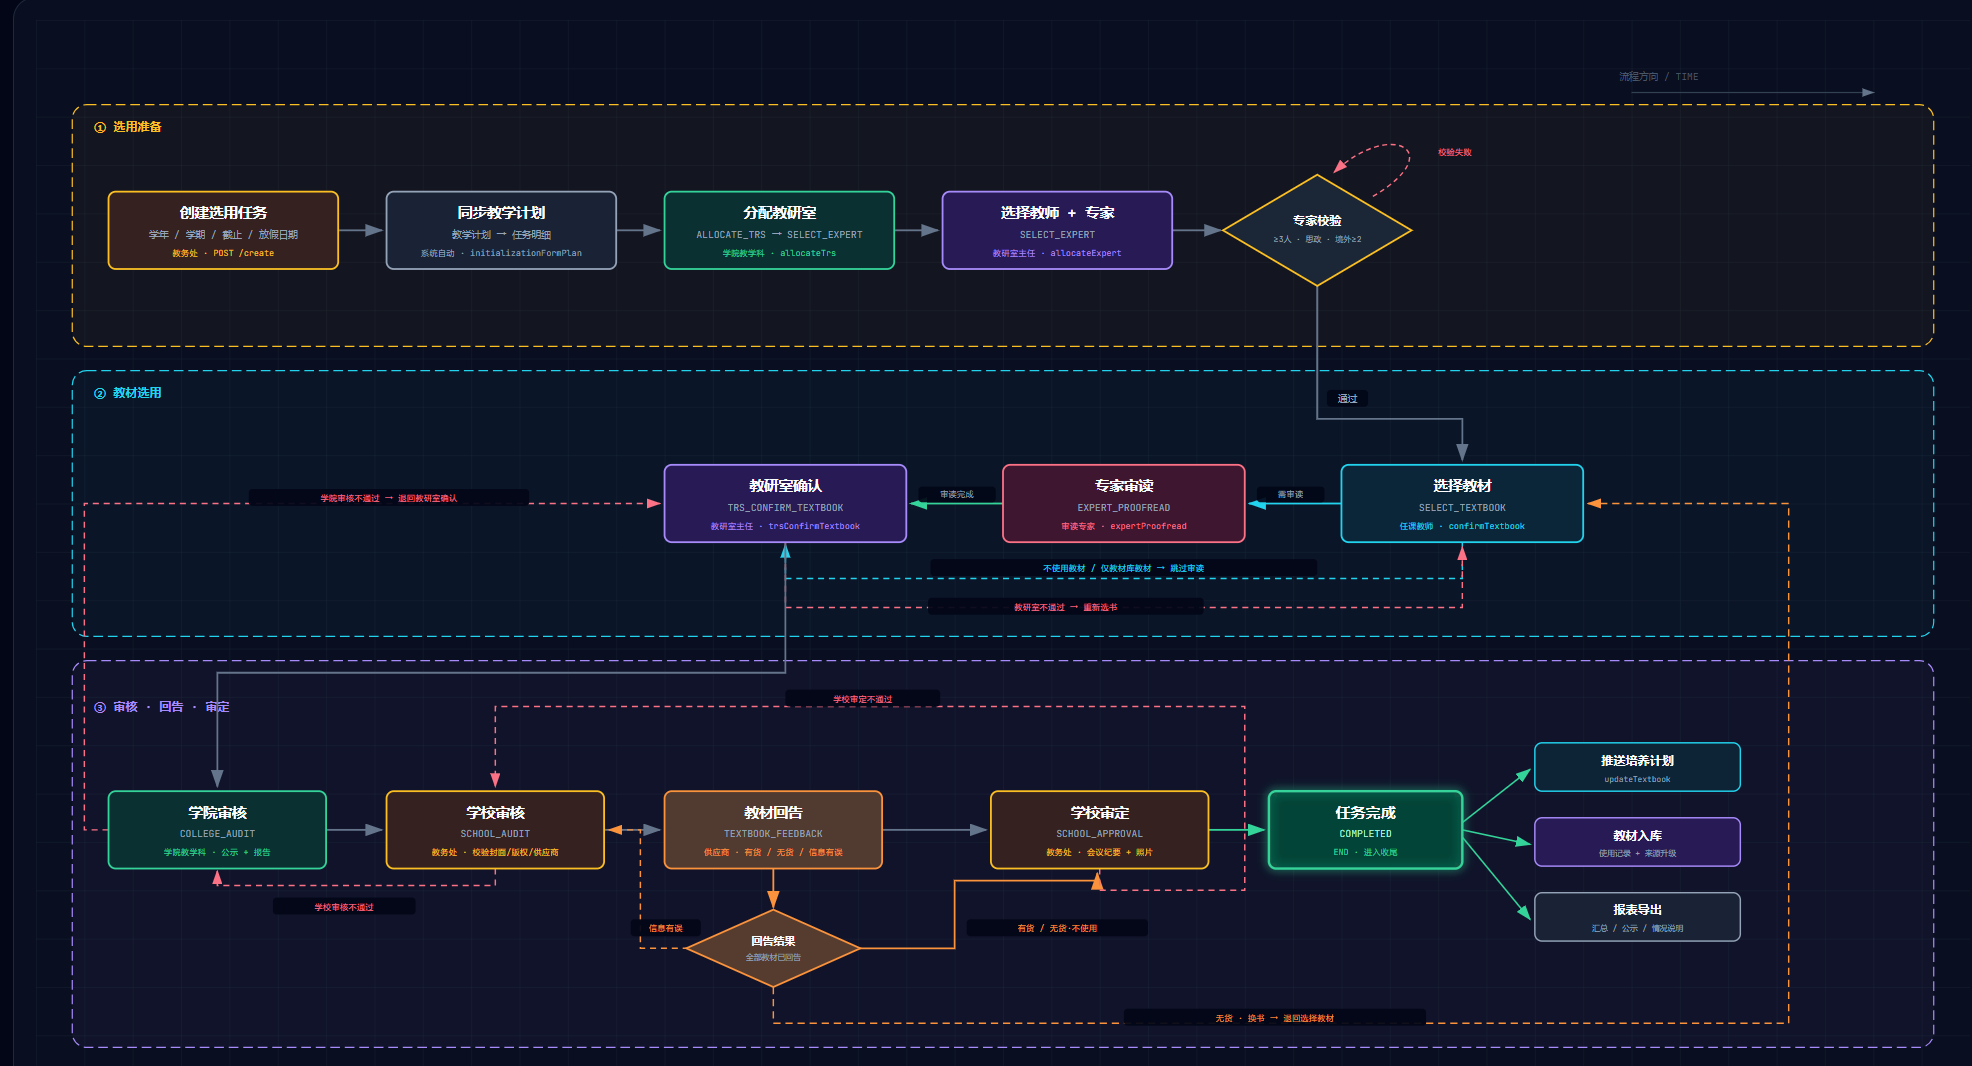 流程方向 / TIME
① 选用准备
校验失败
创建选用任务
学年 / 学期 / 截止 / 放假日期
教务处 · POST /create
同步教学计划
教学计划 → 任务明细
系统自动 · initializationFormPlan
分配教研室
ALLOCATE_TRS → SELECT_EXPERT
学院教学科 · allocateTrs
选择教师 + 专家
SELECT_EXPERT
教研室主任 · allocateExpert
专家校验
≥3人 · 思政 · 境外≥2
② 教材选用
通过
学院审核不通过 → 退回教研室确认
教研室确认
TRS_CONFIRM_TEXTBOOK
教研室主任 · trsConfirmTextbook
审读完成
专家审读
EXPERT_PROOFREAD
审读专家 · expertProofread
需审读
选择教材
SELECT_TEXTBOOK
任课教师 · confirmTextbook
不使用教材 / 仅教材库教材 → 跳过审读
教研室不通过 → 重新选书
③ 审核 · 回告 · 审定
学校审定不通过
学院审核
COLLEGE_AUDIT
学院教学科 · 公示 + 报告
学校审核
SCHOOL_AUDIT
教务处 · 校验封面/版权/供应商
教材回告
TEXTBOOK_FEEDBACK
供应商 · 有货 / 无货 / 信息有误
学校审定
SCHOOL_APPROVAL
教务处 · 会议纪要 + 照片
任务完成
COMPLETED
END · 进入收尾
推送培养计划
updateTextbook
教材入库
使用记录 + 来源升级
报表导出
汇总 / 公示 / 情况说明
学校审核不通过
信息有误
回告结果
全部教材已回告
有货 / 无货·不使用
无货 · 换书 → 退回选择教材